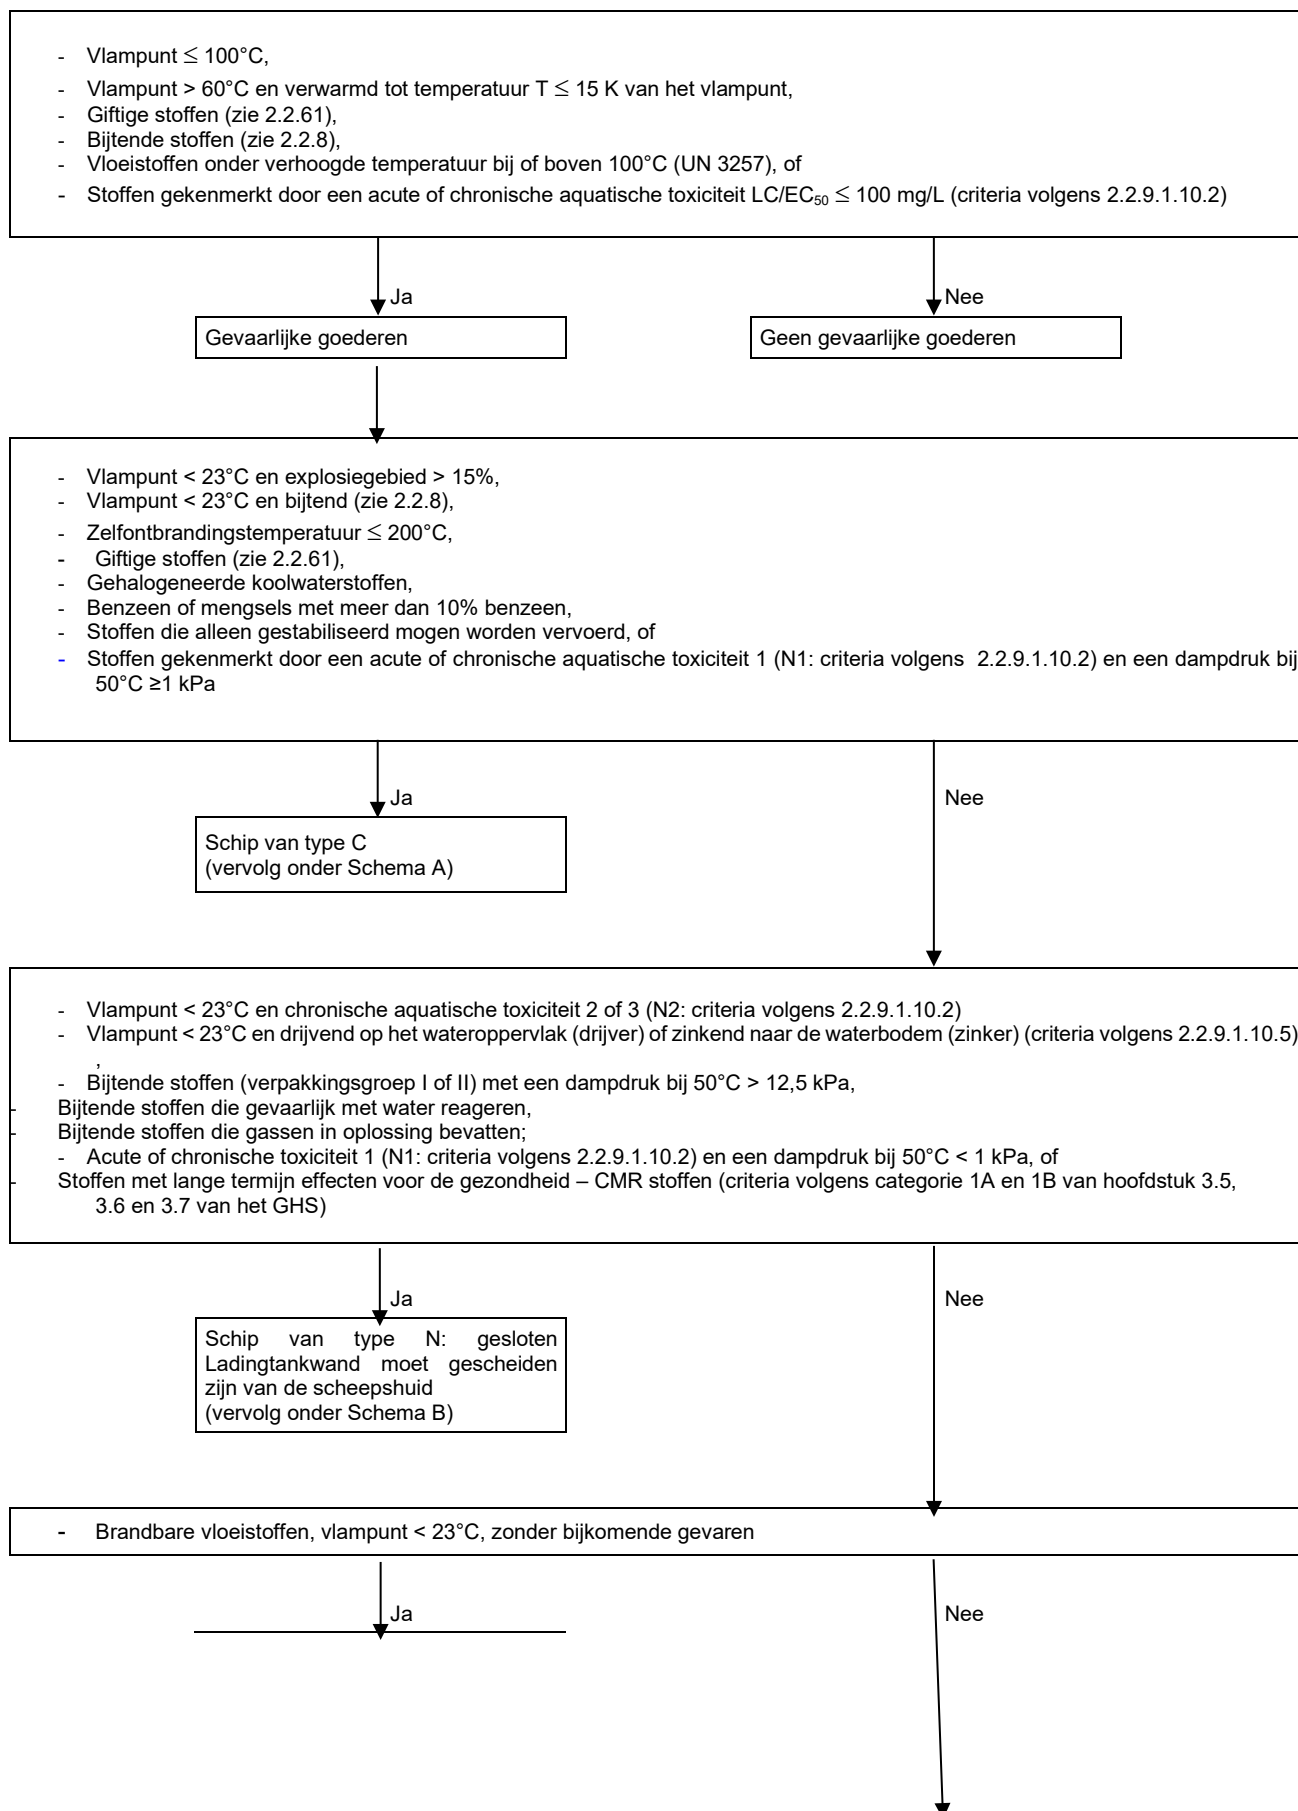 - Vlampunt ≤ 100°C,
- Vlampunt > 60°C en verwarmd tot temperatuur T ≤ 15 K van het vlampunt,
- Giftige stoffen (zie 2.2.61),
- Bijtende stoffen (zie 2.2.8),
- Vloeistoffen onder verhoogde temperatuur bij of boven 100°C (UN 3257), of
- Stoffen gekenmerkt door een acute of chronische aquatische toxiciteit LC/EC₅₀ ≤ 100 mg/L (criteria volgens 2.2.9.1.10.2)
Ja
Nee
Gevaarlijke goederen
Geen gevaarlijke goederen
- Vlampunt < 23°C en explosiegebied > 15%,
- Vlampunt < 23°C en bijtend (zie 2.2.8),
- Zelfontbrandingstemperatuur ≤ 200°C,
- Giftige stoffen (zie 2.2.61),
- Gehalogeneerde koolwaterstoffen,
- Benzeen of mengsels met meer dan 10% benzeen,
- Stoffen die alleen gestabiliseerd mogen worden vervoerd, of
- Stoffen gekenmerkt door een acute of chronische aquatische toxiciteit 1 (N1: criteria volgens 2.2.9.1.10.2) en een dampdruk bij
50°C ≥1 kPa
Ja
Nee
Schip van type C
(vervolg onder Schema A)
- Vlampunt < 23°C en chronische aquatische toxiciteit 2 of 3 (N2: criteria volgens 2.2.9.1.10.2)
- Vlampunt < 23°C en drijvend op het wateroppervlak (drijver) of zinkend naar de waterbodem (zinker) (criteria volgens 2.2.9.1.10.5)
,
- Bijtende stoffen (verpakkingsgroep I of II) met een dampdruk bij 50°C > 12,5 kPa,
- Bijtende stoffen die gevaarlijk met water reageren,
- Bijtende stoffen die gassen in oplossing bevatten;
- Acute of chronische toxiciteit 1 (N1: criteria volgens 2.2.9.1.10.2) en een dampdruk bij 50°C < 1 kPa, of
- Stoffen met lange termijn effecten voor de gezondheid – CMR stoffen (criteria volgens categorie 1A en 1B van hoofdstuk 3.5,
3.6 en 3.7 van het GHS)
Ja
Nee
Schip van type N: gesloten
Ladingtankwand moet gescheiden
zijn van de scheepshuid
(vervolg onder Schema B)
- Brandbare vloeistoffen, vlampunt < 23°C, zonder bijkomende gevaren
Ja
Nee